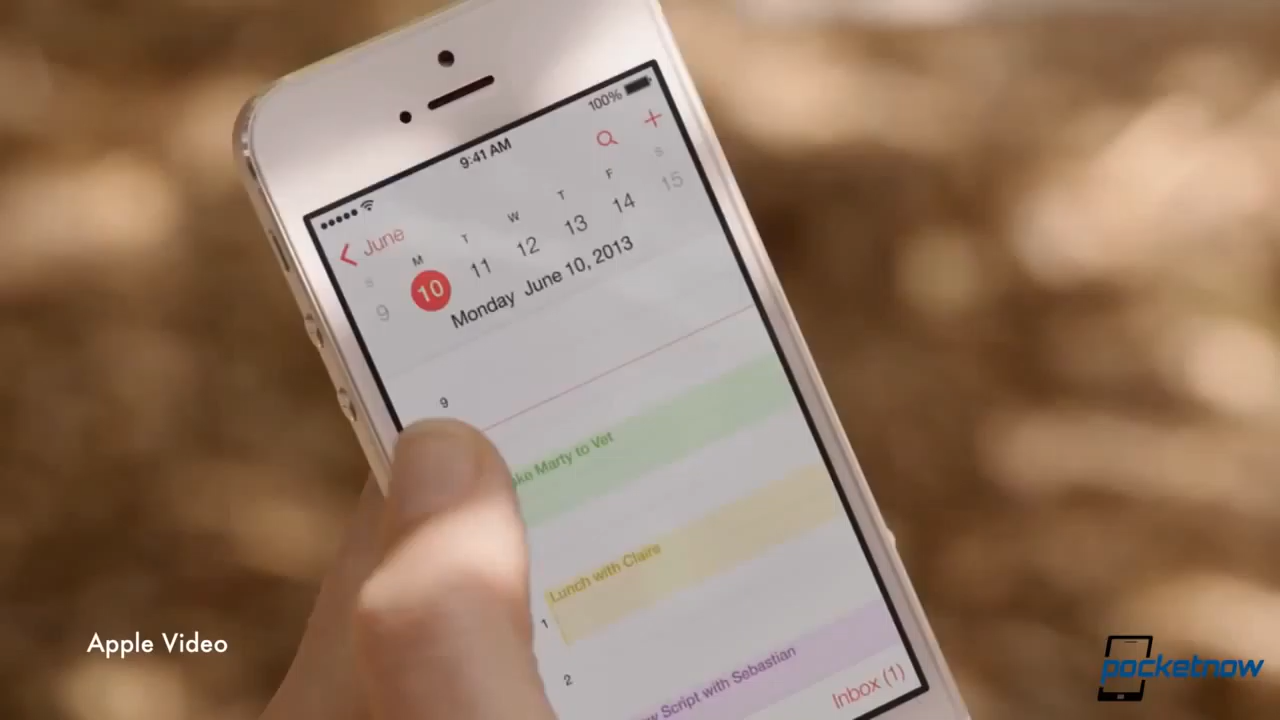 9:41 AM
100%
June
S M T W T F S
9 10 11 12 13 14 15
Monday June 10, 2013
9
Marty to Vet
Lunch with Claire
1
2
Script with Sebastian
Inbox (1)
Apple Video
pocketnow